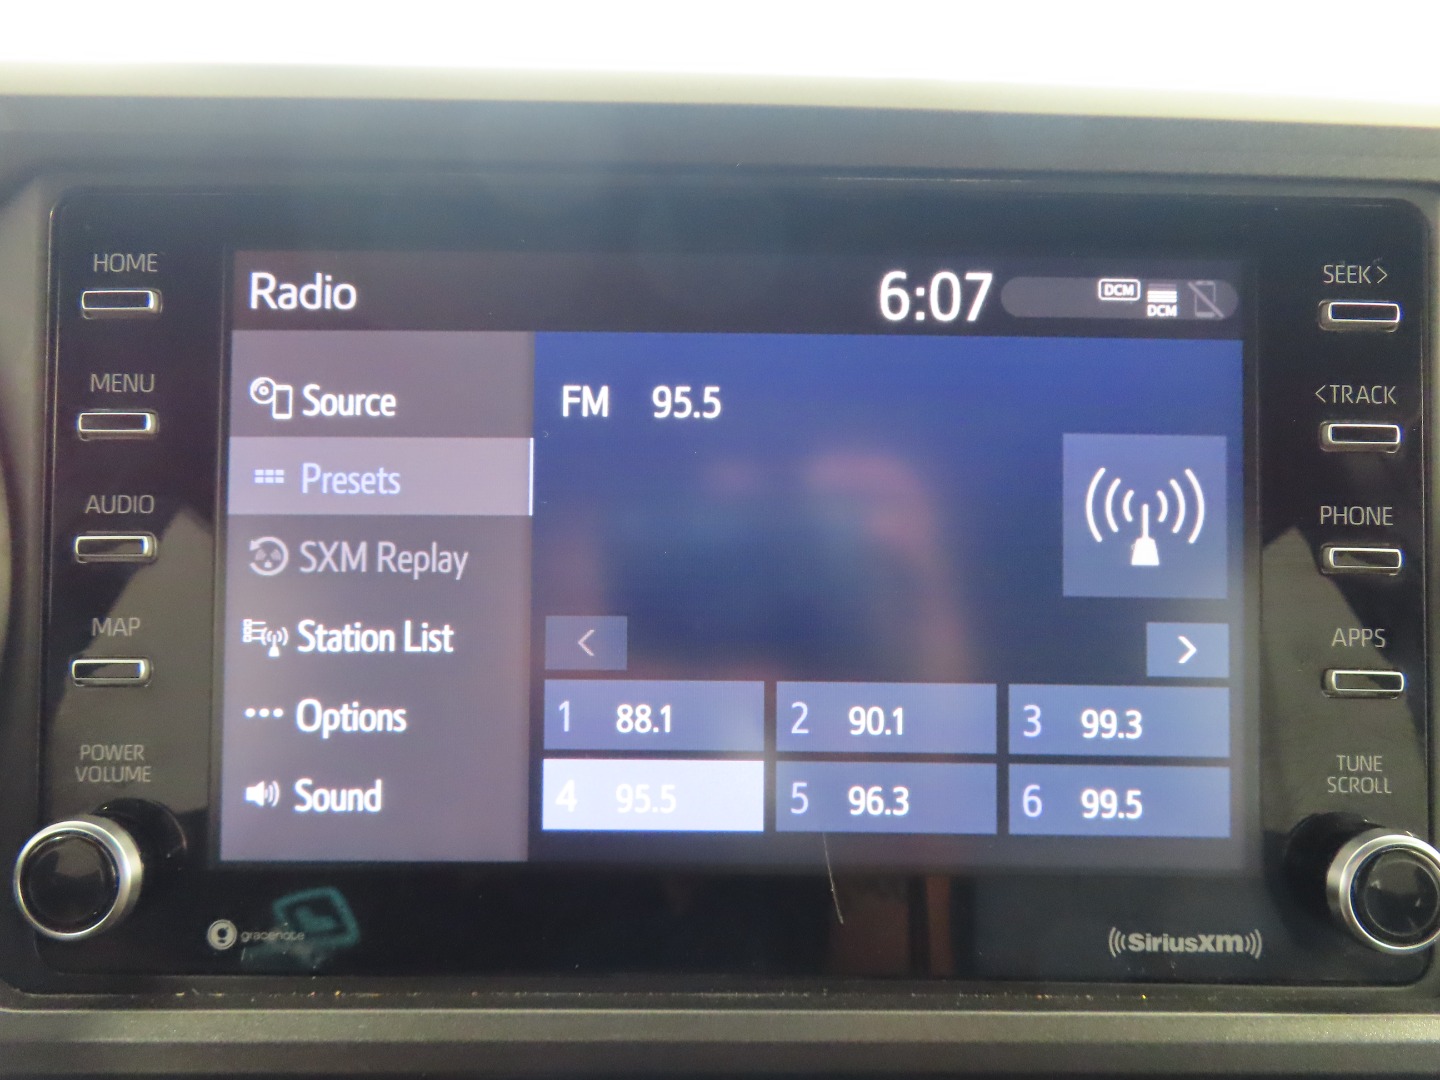 HOME
MENU
AUDIO
MAP
POWER
VOLUME
Radio
6:07
DCM
DCM
Source
Presets
SXM Replay
Station List
Options
Sound
FM 95.5
<
>
1 88.1
2 90.1
3 99.3
4 95.5
5 96.3
6 99.5
SEEK >
< TRACK
PHONE
APPS
TUNE
SCROLL
g gracenote
((SiriusXM))